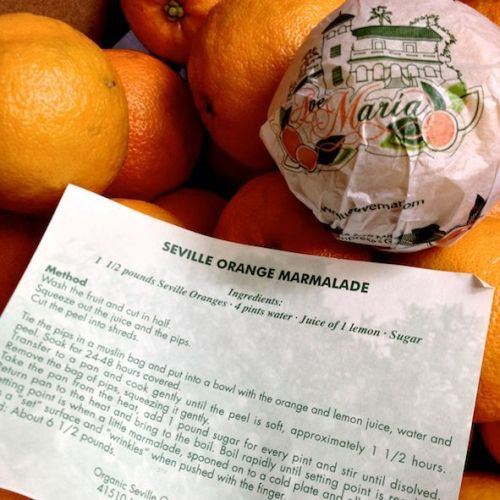 Ave
Maria
SEVILLE ORANGE MARMALADE
Ingredients:
1 1/2 pounds Seville Oranges · 4 pints water · Juice of 1 lemon · Sugar
Method
Wash the fruit and cut in half.
Squeeze out the juice and the pips.
Cut the peel into shreds.
Tie the pips in a muslin bag and put into a bowl with the orange and lemon juice, water and
peel. Soak for 24-48 hours covered.
Transfer to a pan and cook gently until the peel is soft, approximately 1 1/2 hours.
Remove the bag of pips, squeezing it gently.
Take the pan from the heat, add 1 pound sugar for every pint and stir until dissolved.
Return pan to the heat and bring to the boil. Boil rapidly until setting point is
setting point is when a little marmalade, spooned on to a cold plate and
a "set" surface and "wrinkles" when pushed with the finger.
d: About 6 1/2 pounds.
Organic Seville
41510